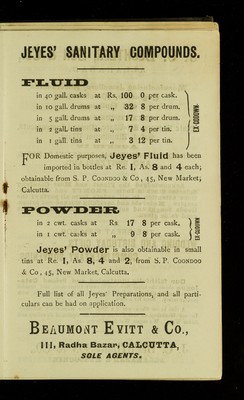 JEYES' SANITARY COMPOUNDS.
FLUID
in 40 gall. casks at Rs. 100 0 per cask.
in 10 gall. drums at „ 32 8 per drum.
in 5 gall. drums at „ 17 8 per drum.
in 2 gall. tins at „ 7 4 per tin.
in 1 gall. tins at „ 3 12 per tin.
EX-GODOWN
FOR Domestic purposes, Jeyes' Fluid has been
imported in bottles at Re. 1, As. 8 and 4 each;
obtainable from S. P. COONDOO & Co., 45, New Market,
Calcutta.
POWDER
in 2 cwt. casks at Rs 17 8 per cask,
in 1 cwt. casks at „ 9 8 per cask,
EX-GODOWN
Jeyes' Powder is also obtainable in small
tins at Re. 1, As. 8, 4 and 2, from S. P. COONDOO
& Co, 45, New Market, Calcutta.
Full list of all Jeyes' Preparations, and all parti-
culars can be had on application.
BEAUMONT EVITT & CO.,
111, Radha Bazar, CALCUTTA,
SOLE AGENTS.